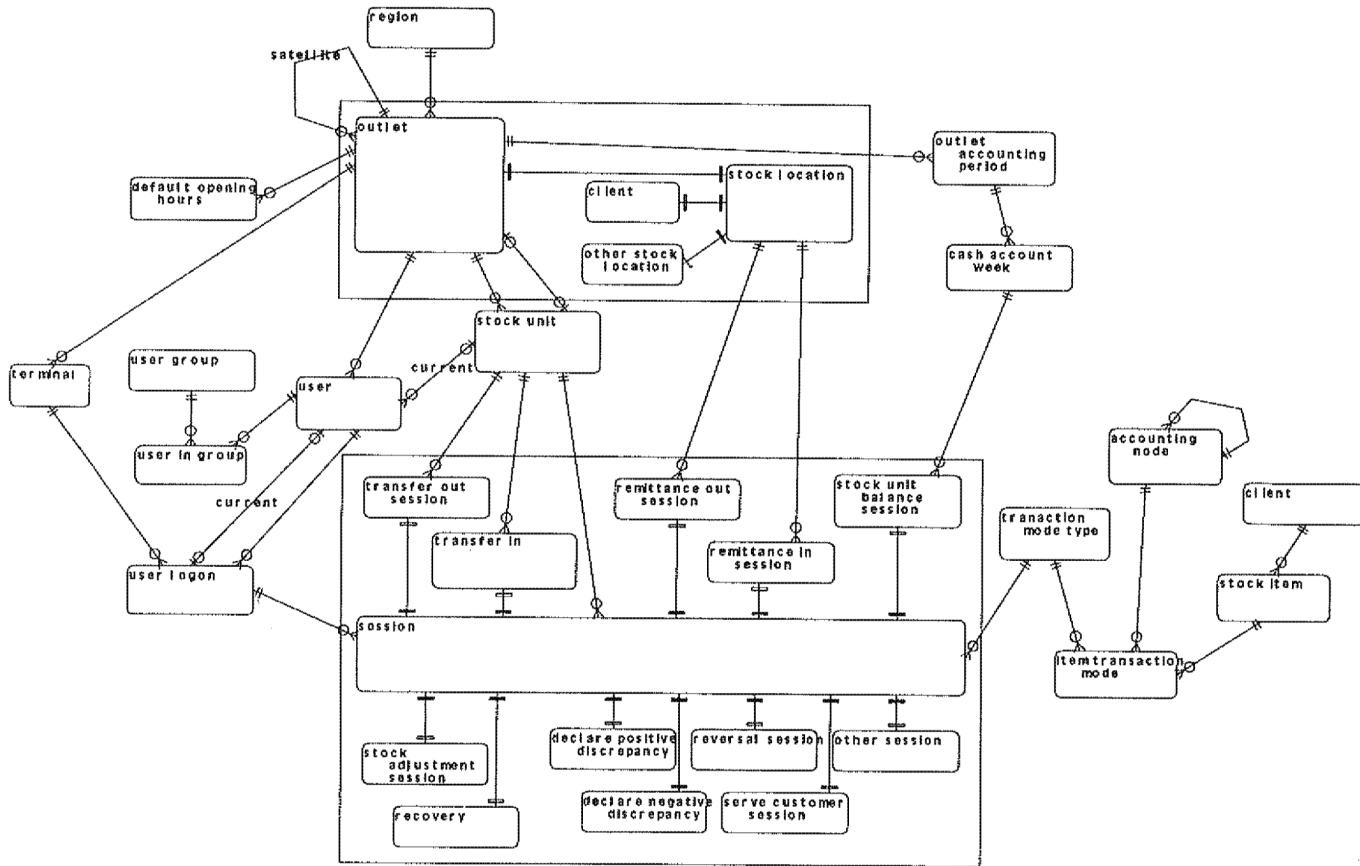 region
satellite
outlet
outlet
accounting
period
default opening
hours
client
stock location
other stock
location
cash account
week
stock unit
user group
terminal
current
user
user in group
accounting
node
current
transfer out
session
remittance out
session
stock unit
balance
session
client
tranaction
mode type
transfer in
remittance in
session
user logon
stock item
session
item transaction
mode
stock
adjustment
session
declare positive
discrepancy
reversal session
other session
recovery
declare negative
discrepancy
serve customer
session